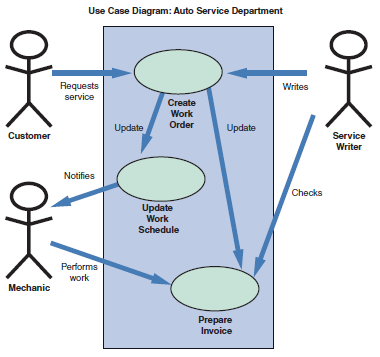 Use Case Diagram: Auto Service Department
Requests
service
Writes
Create
Work
Order
Customer
Update
Update
Service
Writer
Notifies
Checks
Update
Work
Schedule
Performs
work
Mechanic
Prepare
Invoice